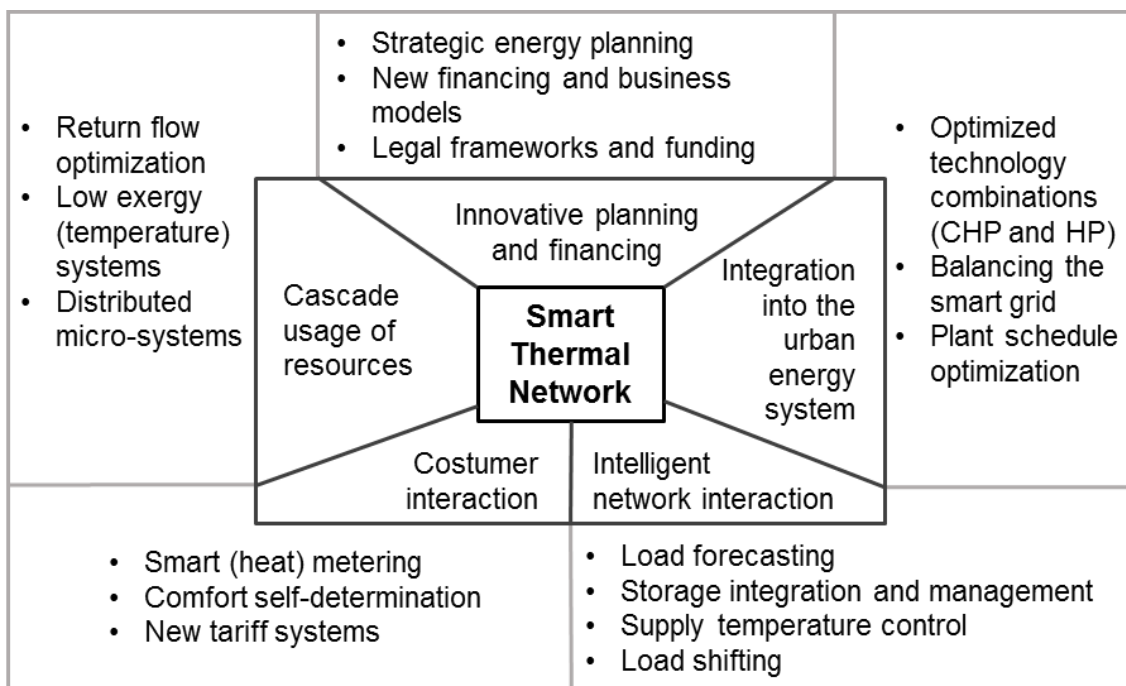 • Strategic energy planning
• New financing and business
models
• Legal frameworks and funding
• Return flow
optimization
• Low exergy
(temperature)
systems
• Distributed
micro-systems
• Optimized
technology
combinations
(CHP and HP)
• Balancing the
smart grid
• Plant schedule
optimization
Innovative planning
and financing
Cascade
usage of
resources
Smart
Thermal
Network
Integration
into the
urban
energy
system
Costumer
interaction
Intelligent
network interaction
• Smart (heat) metering
• Comfort self-determination
• New tariff systems
• Load forecasting
• Storage integration and management
• Supply temperature control
• Load shifting